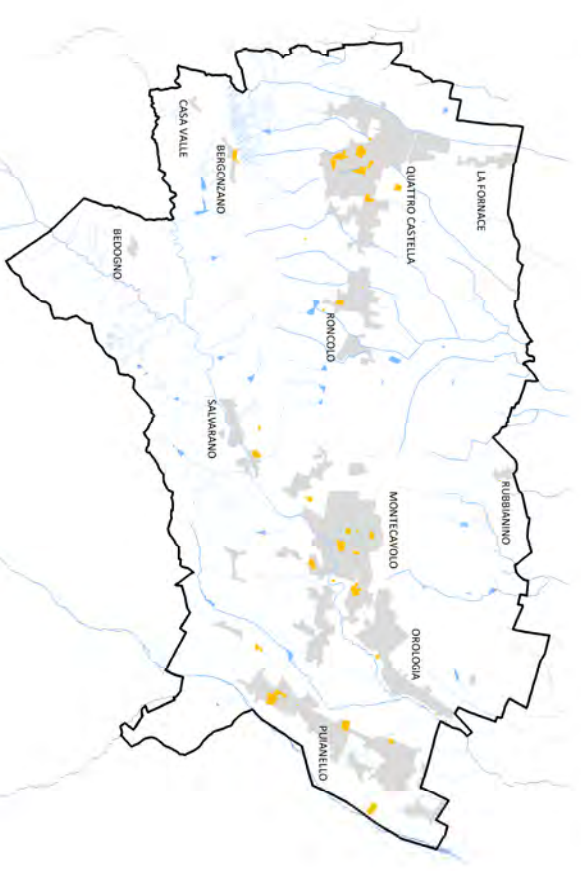 RUBBIANINO
LA FORNACE
OROLOGIA
QUATTRO CASTELLA
MONTECAVOLO
RONCOLO
PUIANELLO
BERGONZANO
SALVARANO
CASA VALLE
BEDOGNO